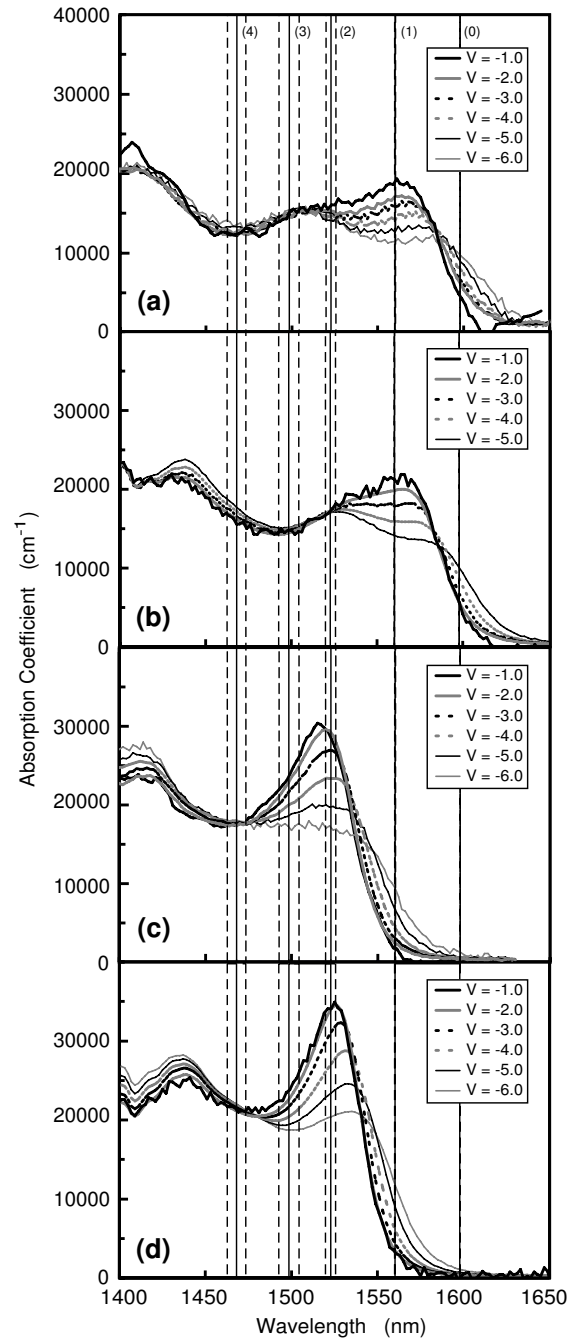 40000
(4)
(3)
(2)
(1)
(0)
V = -1.0
V = -2.0
V = -3.0
V = -4.0
V = -5.0
V = -6.0
30000
20000
10000
(a)
0
V = -1.0
V = -2.0
V = -3.0
V = -4.0
V = -5.0
30000
20000
10000
(b)
0
V = -1.0
V = -2.0
V = -3.0
V = -4.0
V = -5.0
V = -6.0
30000
20000
10000
(c)
0
V = -1.0
V = -2.0
V = -3.0
V = -4.0
V = -5.0
V = -6.0
30000
20000
10000
(d)
0
1400 1450 1500 1550 1600 1650
Wavelength (nm)
Absorption Coefficient (cm⁻¹)